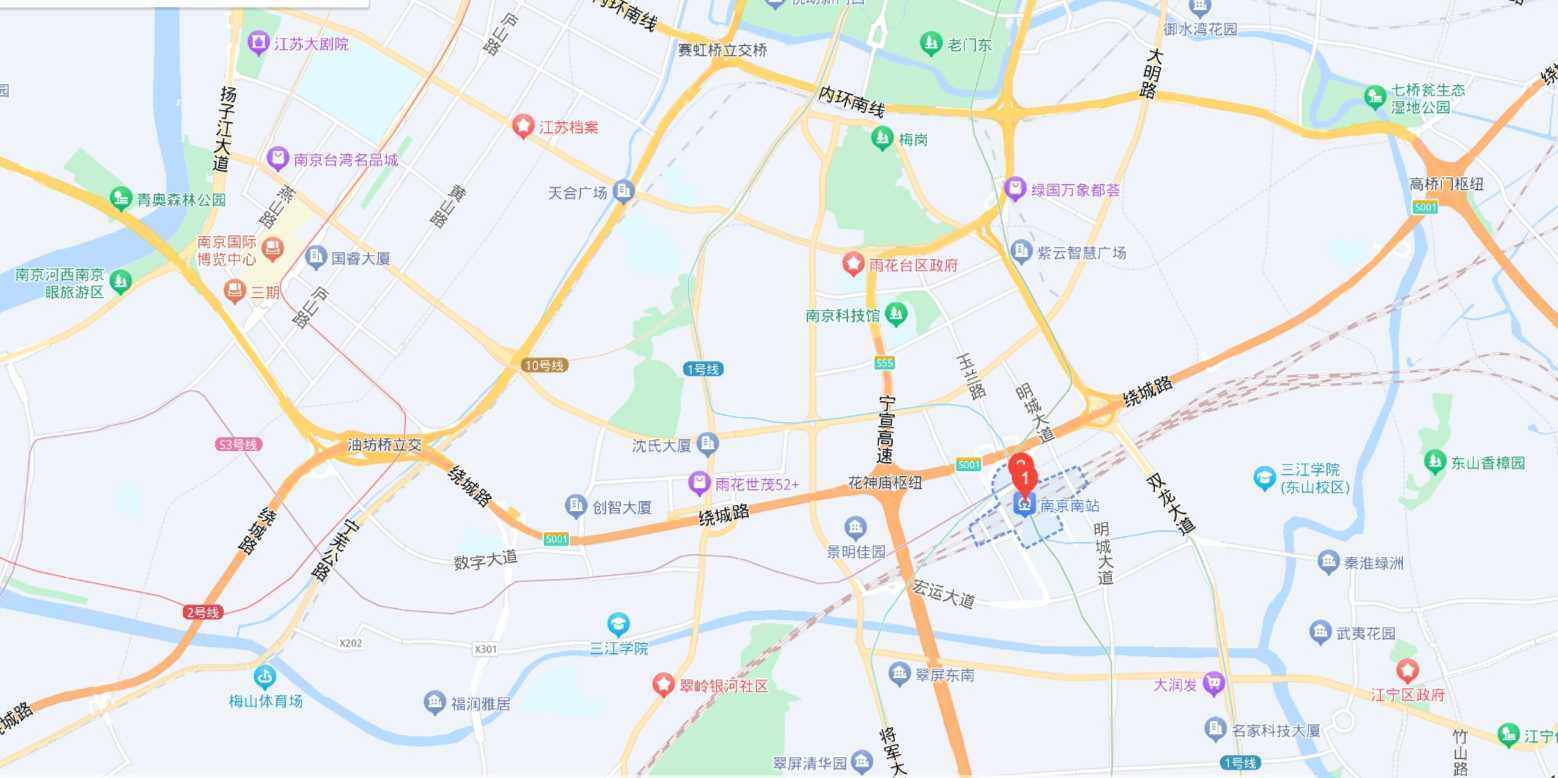 内环南线
庐山路
赛虹桥立交桥
御水湾花园
江苏大剧院
老门东
大明路
扬子江大道
七桥瓮生态
湿地公园
内环南线
江苏档案
梅岗
南京台湾名品城
燕山路
黄山路
天合广场
绿国万象都荟
高桥门枢纽
S001
青奥森林公园
南京国际
博览中心
国睿大厦
紫云智慧广场
雨花台区政府
南京河西南京
眼旅游区
三期
庐山路
南京科技馆
10号线
1号线
S55
玉兰路
明城大道
绕城路
宁宣高速
S3号线
油坊桥立交
沈氏大厦
S001
东山香樟园
三江学院
(东山校区)
绕城路
雨花世茂52+
花神庙枢纽
1
南京南站
双龙大道
创智大厦
绕城路
绕城路
宁芜公路
S001
数字大道
景明佳园
明城大道
秦淮绿洲
宏运大道
2号线
X202
X301
三江学院
武夷花园
梅山体育场
福润雅居
翠岭银河社区
翠屏东南
大润发
江宁区政府
绕城路
名家科技大厦
竹山路
翠屏清华园
将军大
1号线